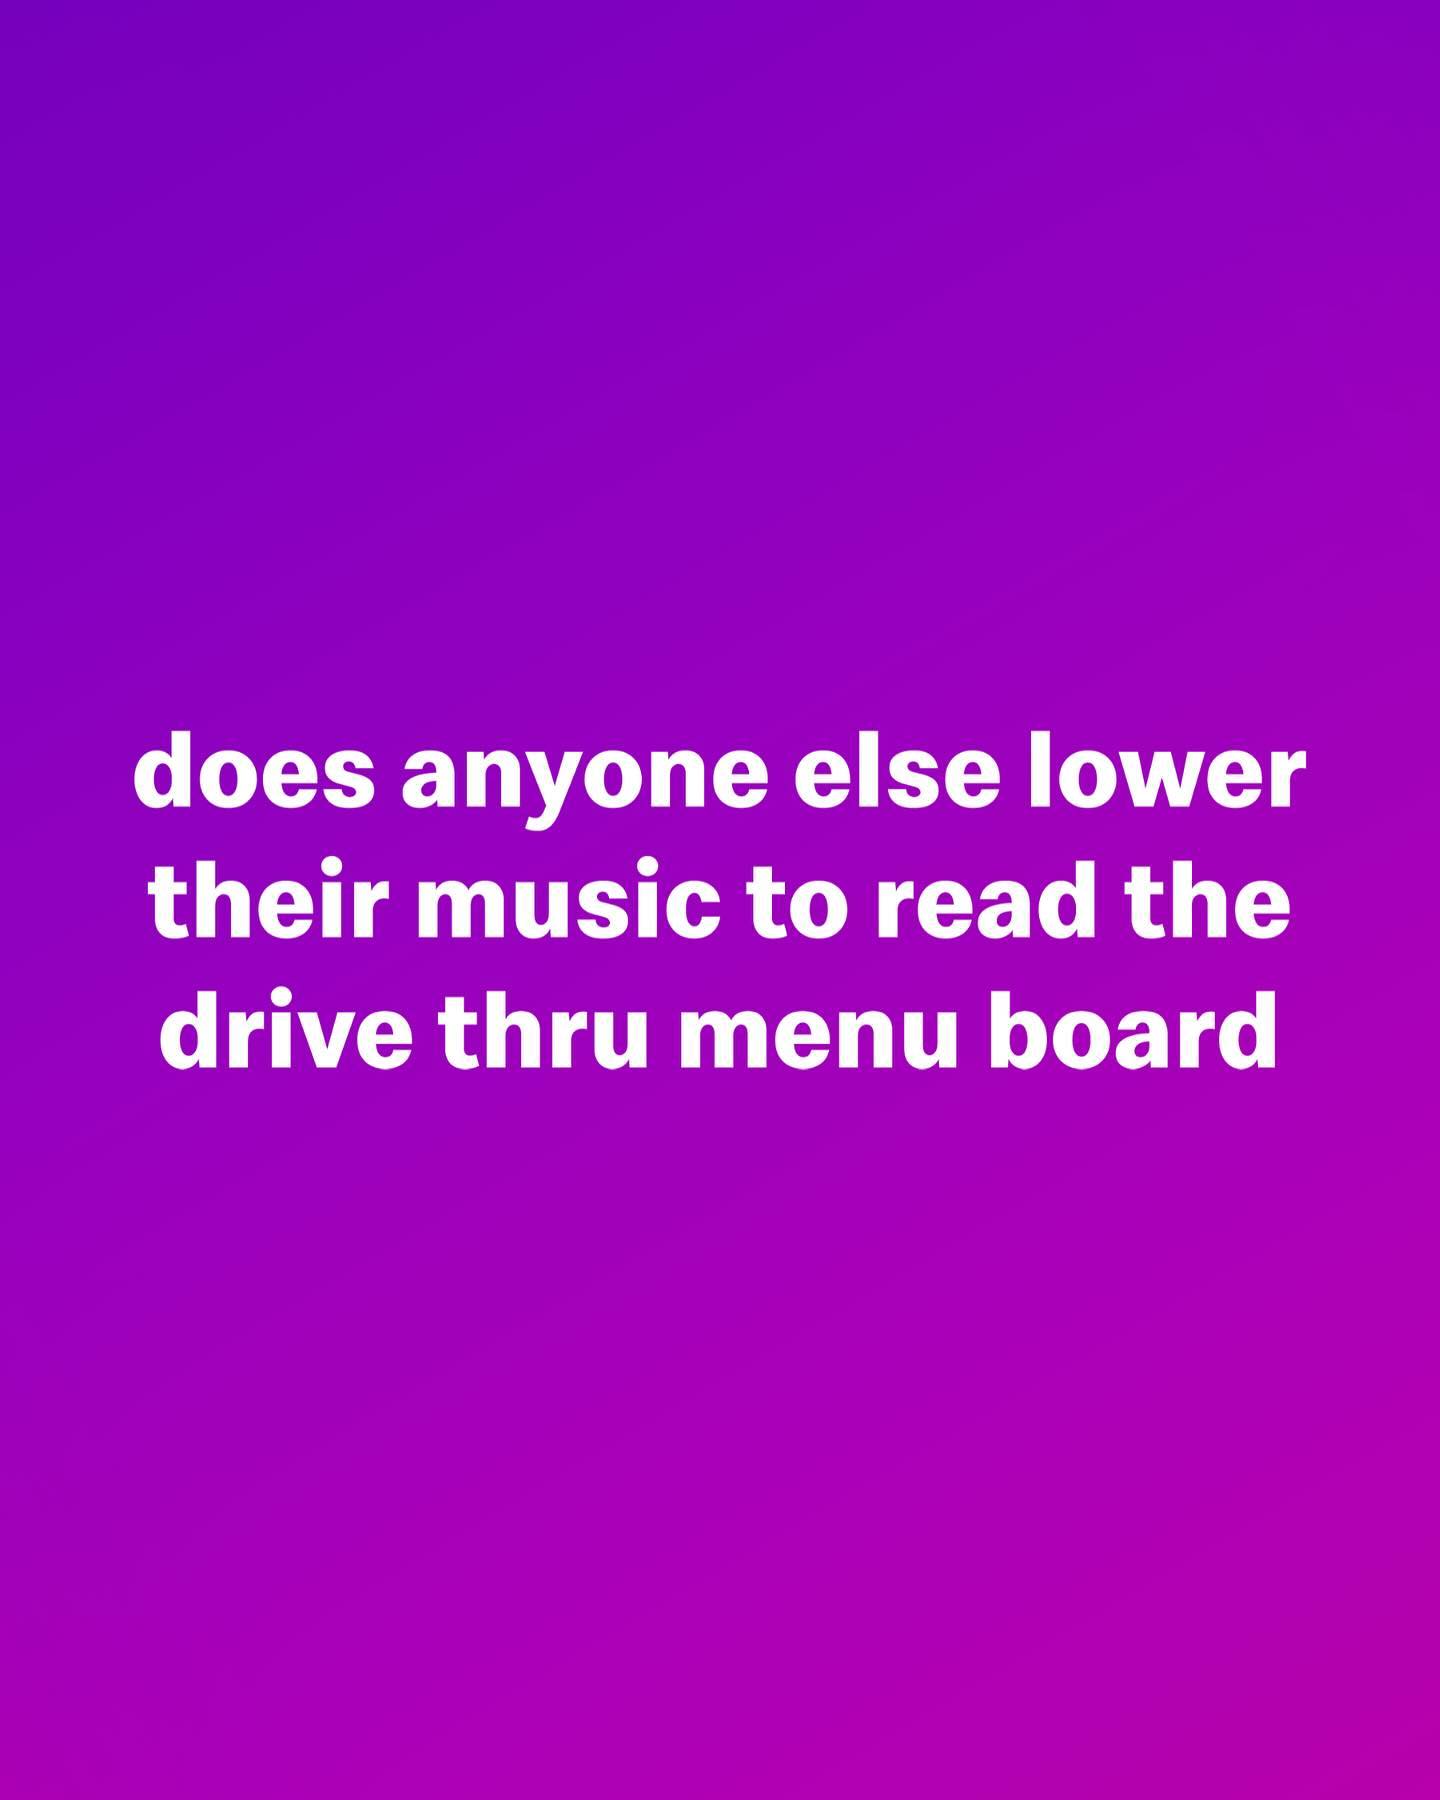 does anyone else lower
their music to read the
drive thru menu board